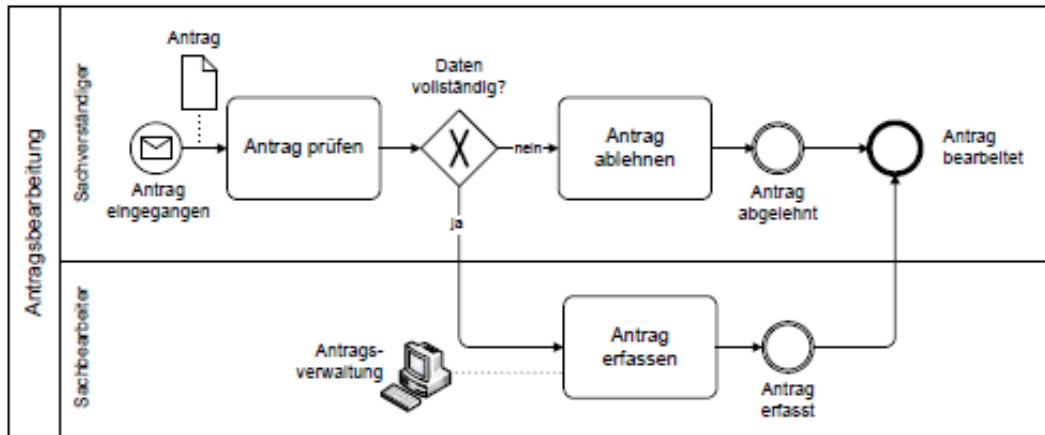 Antragsbearbeitung
Sachverständiger
Antrag
Antrag
eingegangen
Antrag prüfen
Daten
vollständig?
nein
ja
Antrag
ablehnen
Antrag
abgelehnt
Antrag
bearbeitet
Sachbearbeiter
Antrags-
verwaltung
Antrag
erfassen
Antrag
erfasst